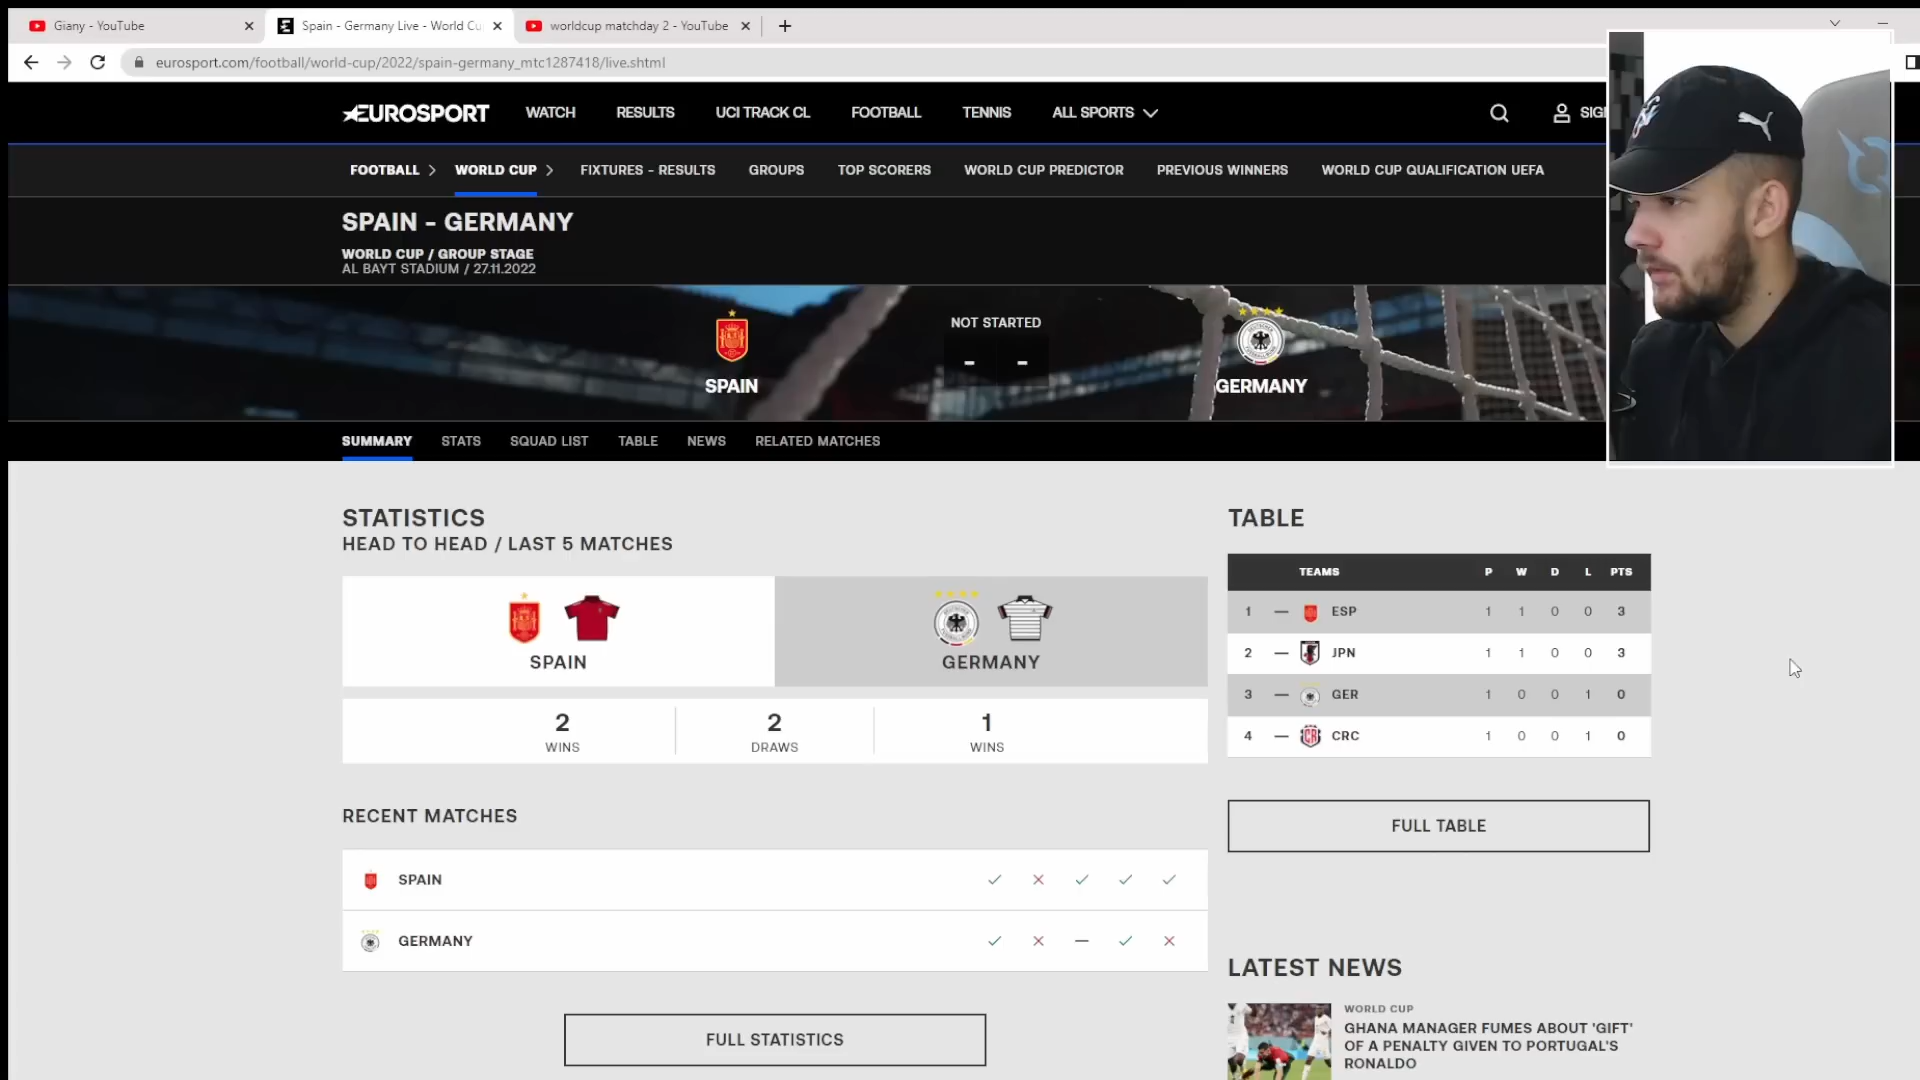 Giany - YouTube
Spain - Germany Live - World Cu
worldcup matchday 2 - YouTube
eurosport.com/football/world-cup/2022/spain-germany_mtc1287418/live.shtml
EUROSPORT WATCH RESULTS UCI TRACK CL FOOTBALL TENNIS ALL SPORTS SIG
FOOTBALL WORLD CUP FIXTURES - RESULTS GROUPS TOP SCORERS WORLD CUP PREDICTOR PREVIOUS WINNERS WORLD CUP QUALIFICATION UEFA
SPAIN - GERMANY
WORLD CUP / GROUP STAGE
AL BAYT STADIUM / 27.11.2022
NOT STARTED
- -
SPAIN GERMANY
SUMMARY STATS SQUAD LIST TABLE NEWS RELATED MATCHES
STATISTICS
HEAD TO HEAD / LAST 5 MATCHES
SPAIN GERMANY
2 2 1
WINS DRAWS WINS
RECENT MATCHES
SPAIN
GERMANY
FULL STATISTICS
TABLE
TEAMS P W D L PTS
1 — ESP 1 1 0 0 3
2 — JPN 1 1 0 0 3
3 — GER 1 0 0 1 0
4 — CRC 1 0 0 1 0
FULL TABLE
LATEST NEWS
WORLD CUP
GHANA MANAGER FUMES ABOUT 'GIFT'
OF A PENALTY GIVEN TO PORTUGAL'S
RONALDO